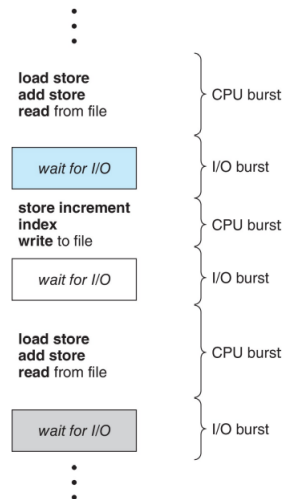 load store
add store
read from file
CPU burst
wait for I/O
I/O burst
store increment
index
write to file
CPU burst
wait for I/O
I/O burst
load store
add store
read from file
CPU burst
wait for I/O
I/O burst